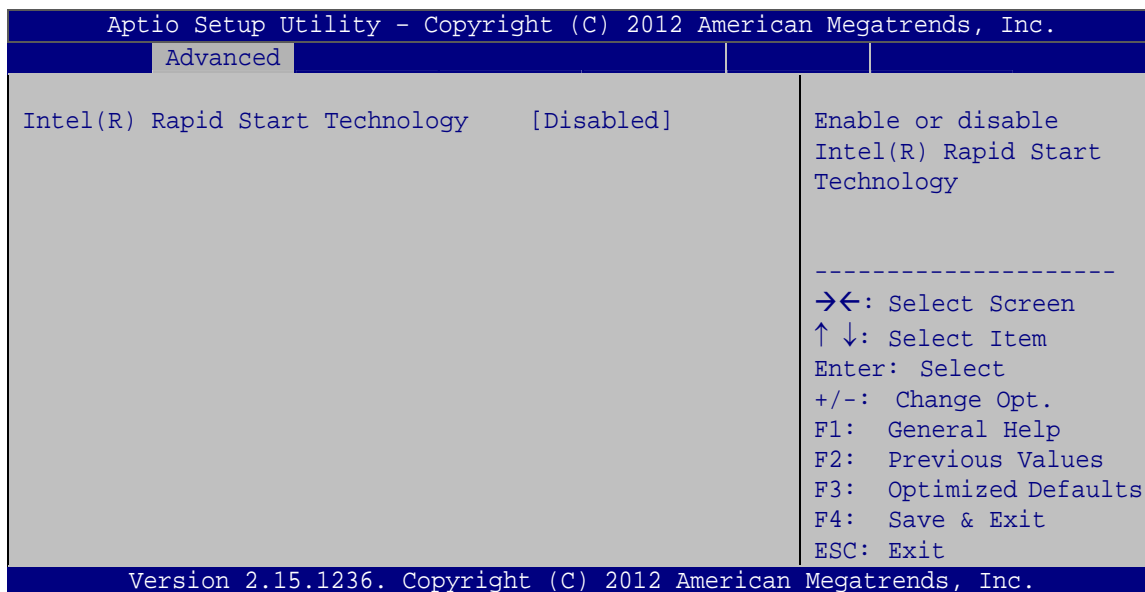 Aptio Setup Utility – Copyright (C) 2012 American Megatrends, Inc.
Advanced
Intel(R) Rapid Start Technology [Disabled]
Enable or disable
Intel(R) Rapid Start
Technology
---------------------
→←: Select Screen
↑ ↓: Select Item
Enter: Select
+/-: Change Opt.
F1: General Help
F2: Previous Values
F3: Optimized Defaults
F4: Save & Exit
ESC: Exit
Version 2.15.1236. Copyright (C) 2012 American Megatrends, Inc.